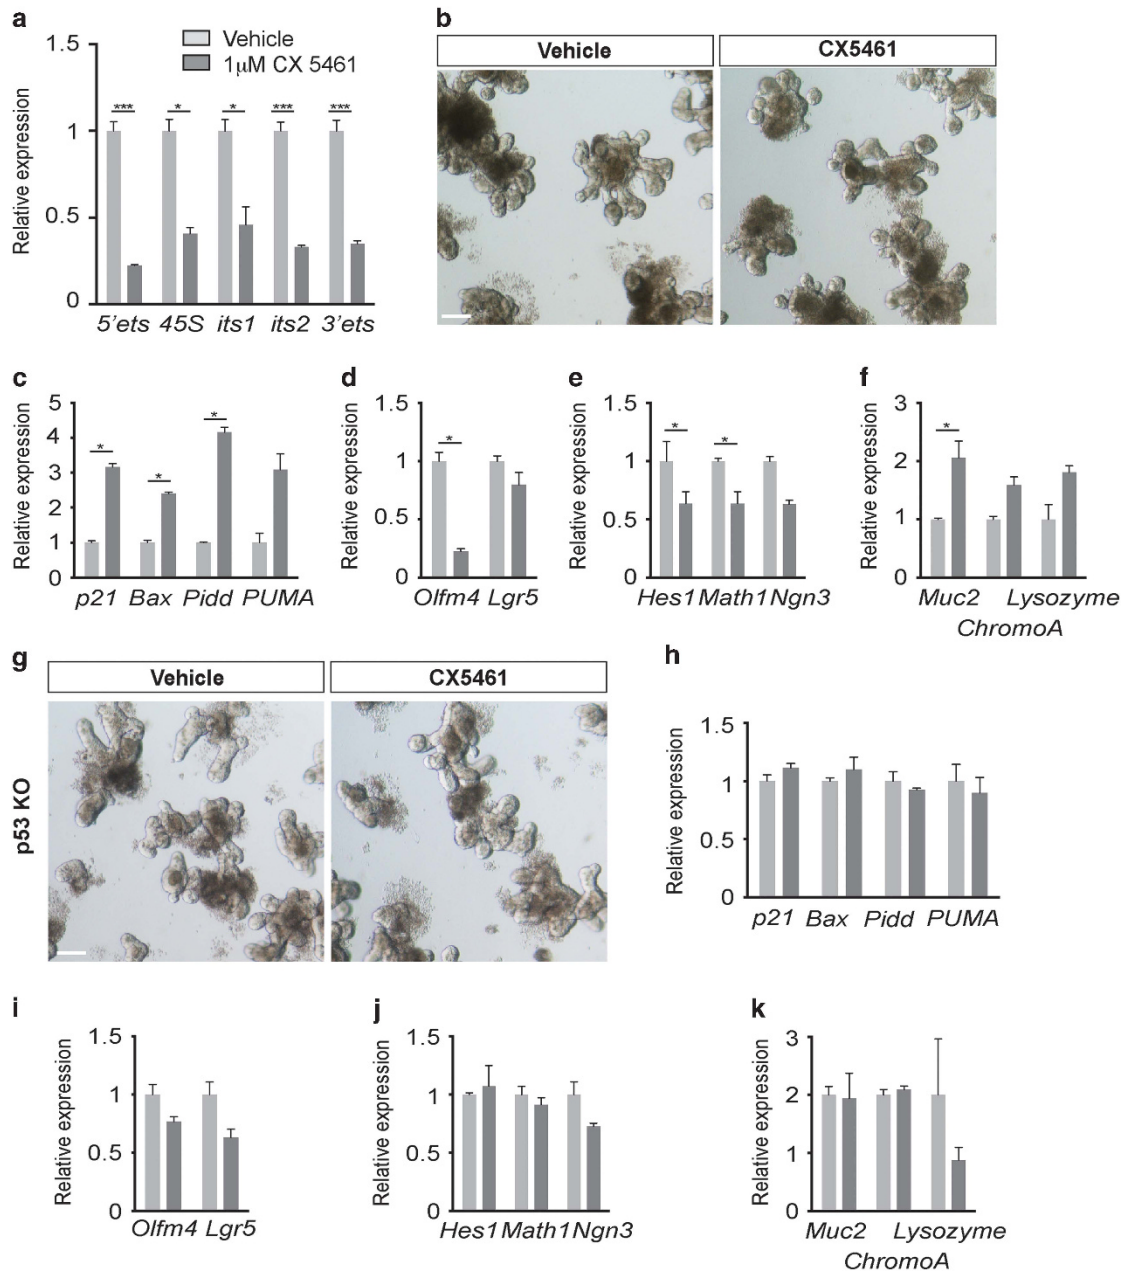 a
1.5
1
0.5
0
Relative expression
Vehicle
1μM CX 5461
***
*
*
***
***
5'ets 45S its1 its2 3'ets
b
Vehicle
CX5461
c
5
4
3
2
1
0
Relative expression
*
*
*
p21 Bax Pidd PUMA
d
1.5
1
0.5
0
Relative expression
*
Olfm4 Lgr5
e
1.5
1
0.5
0
Relative expression
*
*
Hes1 Math1 Ngn3
f
3
2
1
0
Relative expression
*
Muc2 Lysozyme
ChromoA
g
Vehicle
CX5461
p53 KO
h
1.5
1
0.5
0
Relative expression
p21 Bax Pidd PUMA
i
1.5
1
0.5
0
Relative expression
Olfm4 Lgr5
j
1.5
1
0.5
0
Relative expression
Hes1 Math1 Ngn3
k
3
2
1
0
Relative expression
Muc2 Lysozyme
ChromoA